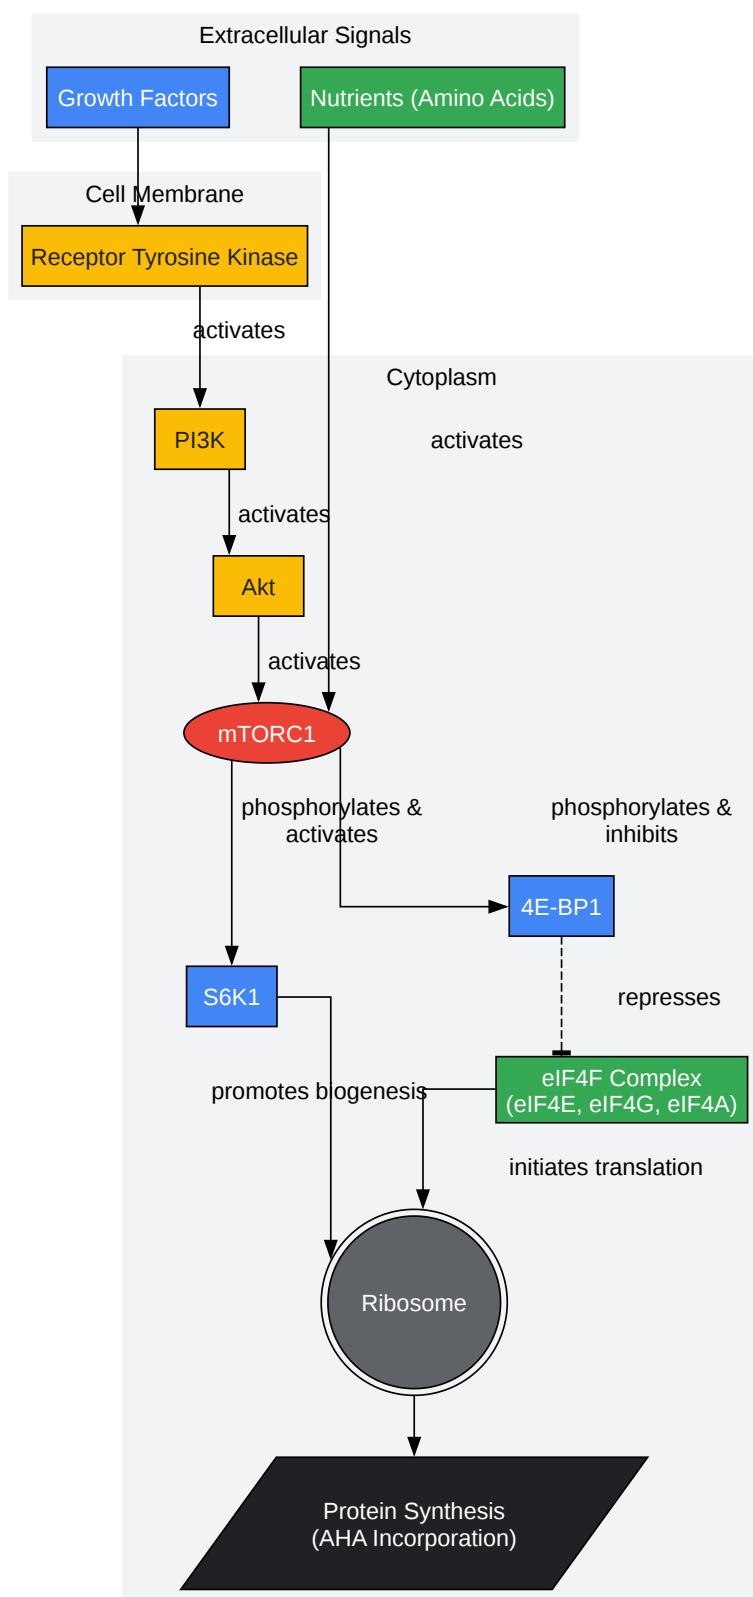 Extracellular Signals
Growth Factors
Nutrients (Amino Acids)
Cell Membrane
Receptor Tyrosine Kinase
activates
Cytoplasm
PI3K
activates
activates
Akt
activates
mTORC1
phosphorylates &
activates
phosphorylates &
inhibits
4E-BP1
S6K1
represses
eIF4F Complex
(eIF4E, eIF4G, eIF4A)
promotes biogenesis
initiates translation
Ribosome
Protein Synthesis
(AHA Incorporation)